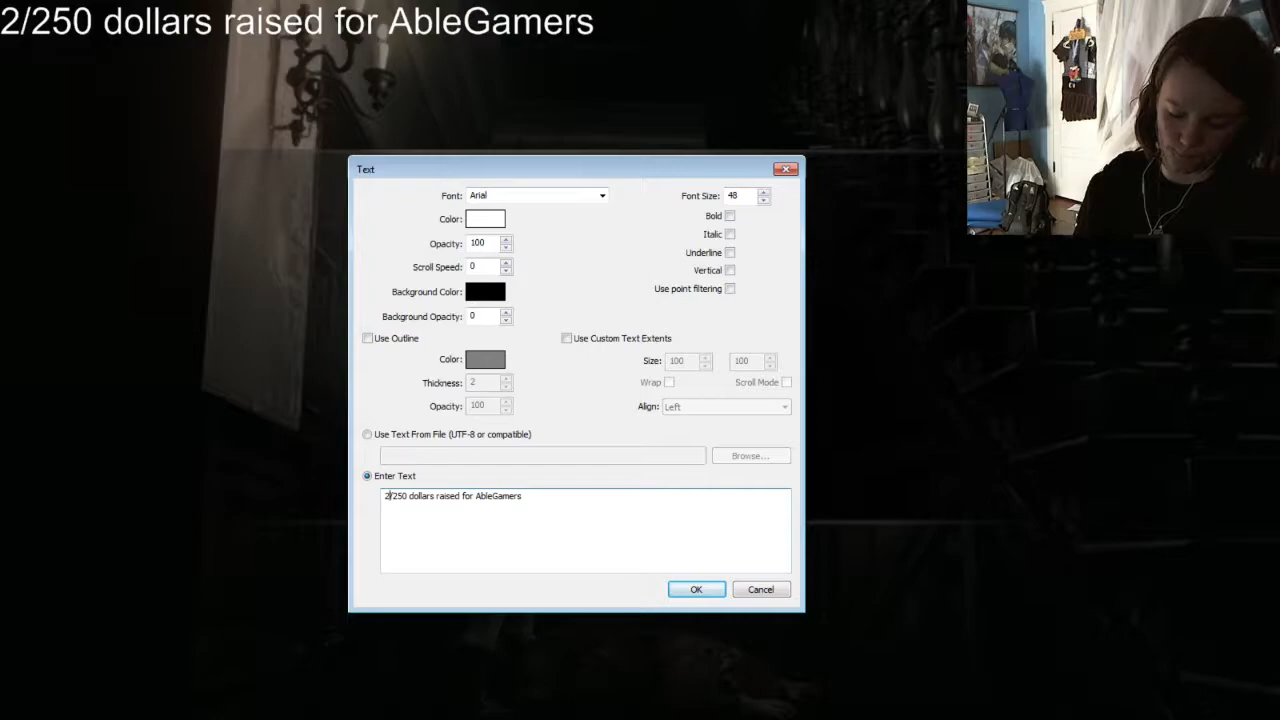 2/250 dollars raised for AbleGamers
Text
Font: Arial
Font Size: 48
Color:
Bold
Opacity: 100
Italic
Underline
Scroll Speed: 0
Vertical
Background Color:
Use point filtering
Background Opacity: 0
Use Outline
Use Custom Text Extents
Color:
Size: 100 100
Thickness: 2
Wrap
Scroll Mode
Opacity: 100
Align: Left
Use Text From File (UTF-8 or compatible)
Browse...
Enter Text
2/250 dollars raised for AbleGamers
OK
Cancel